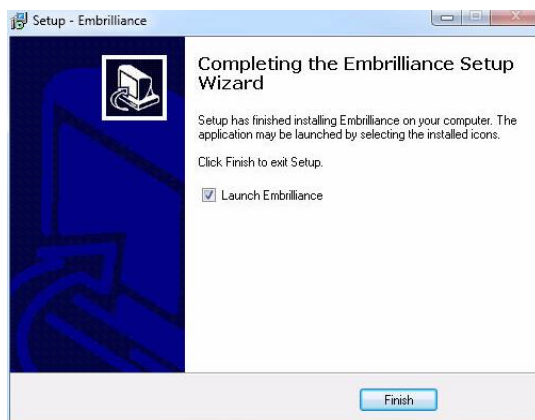 Setup - Embrilliance
Completing the Embrilliance Setup
Wizard
Setup has finished installing Embrilliance on your computer. The
application may be launched by selecting the installed icons.
Click Finish to exit Setup.
Launch Embrilliance
Finish